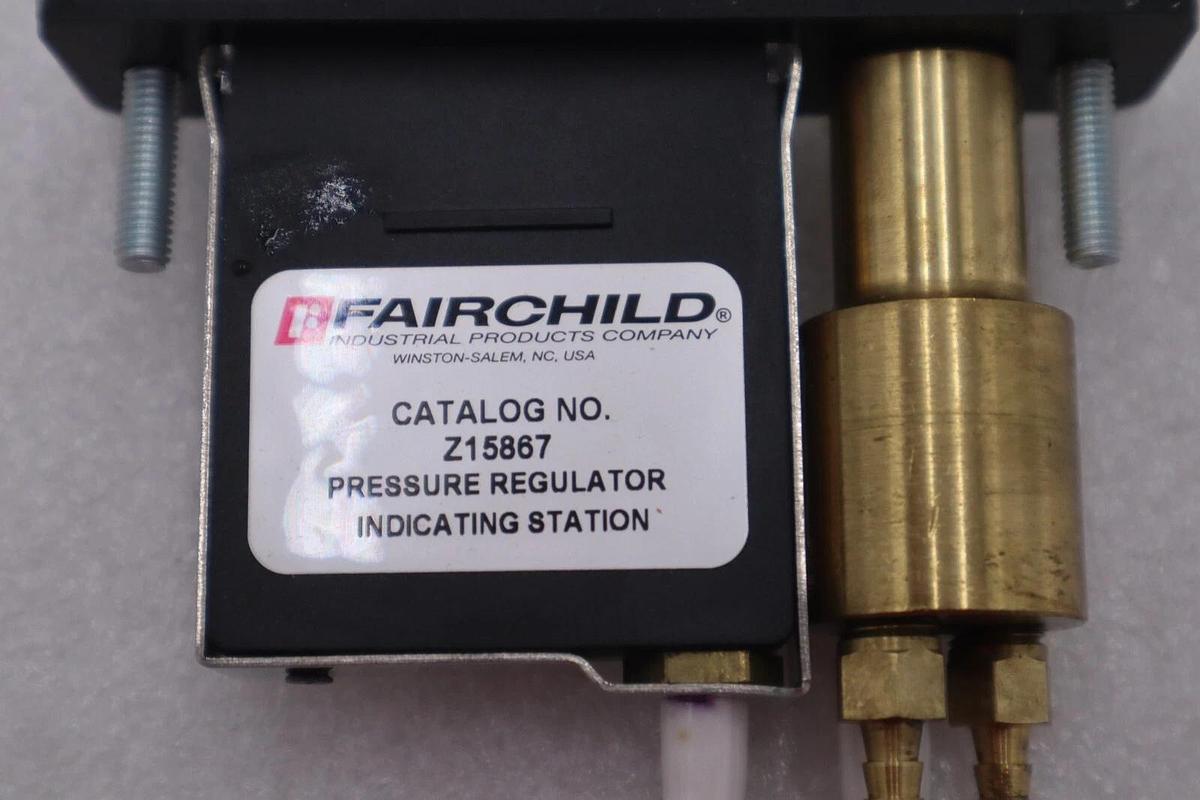 FAIRCHILD®
INDUSTRIAL PRODUCTS COMPANY
WINSTON-SALEM, NC, USA
CATALOG NO.
Z15867
PRESSURE REGULATOR
INDICATING STATION